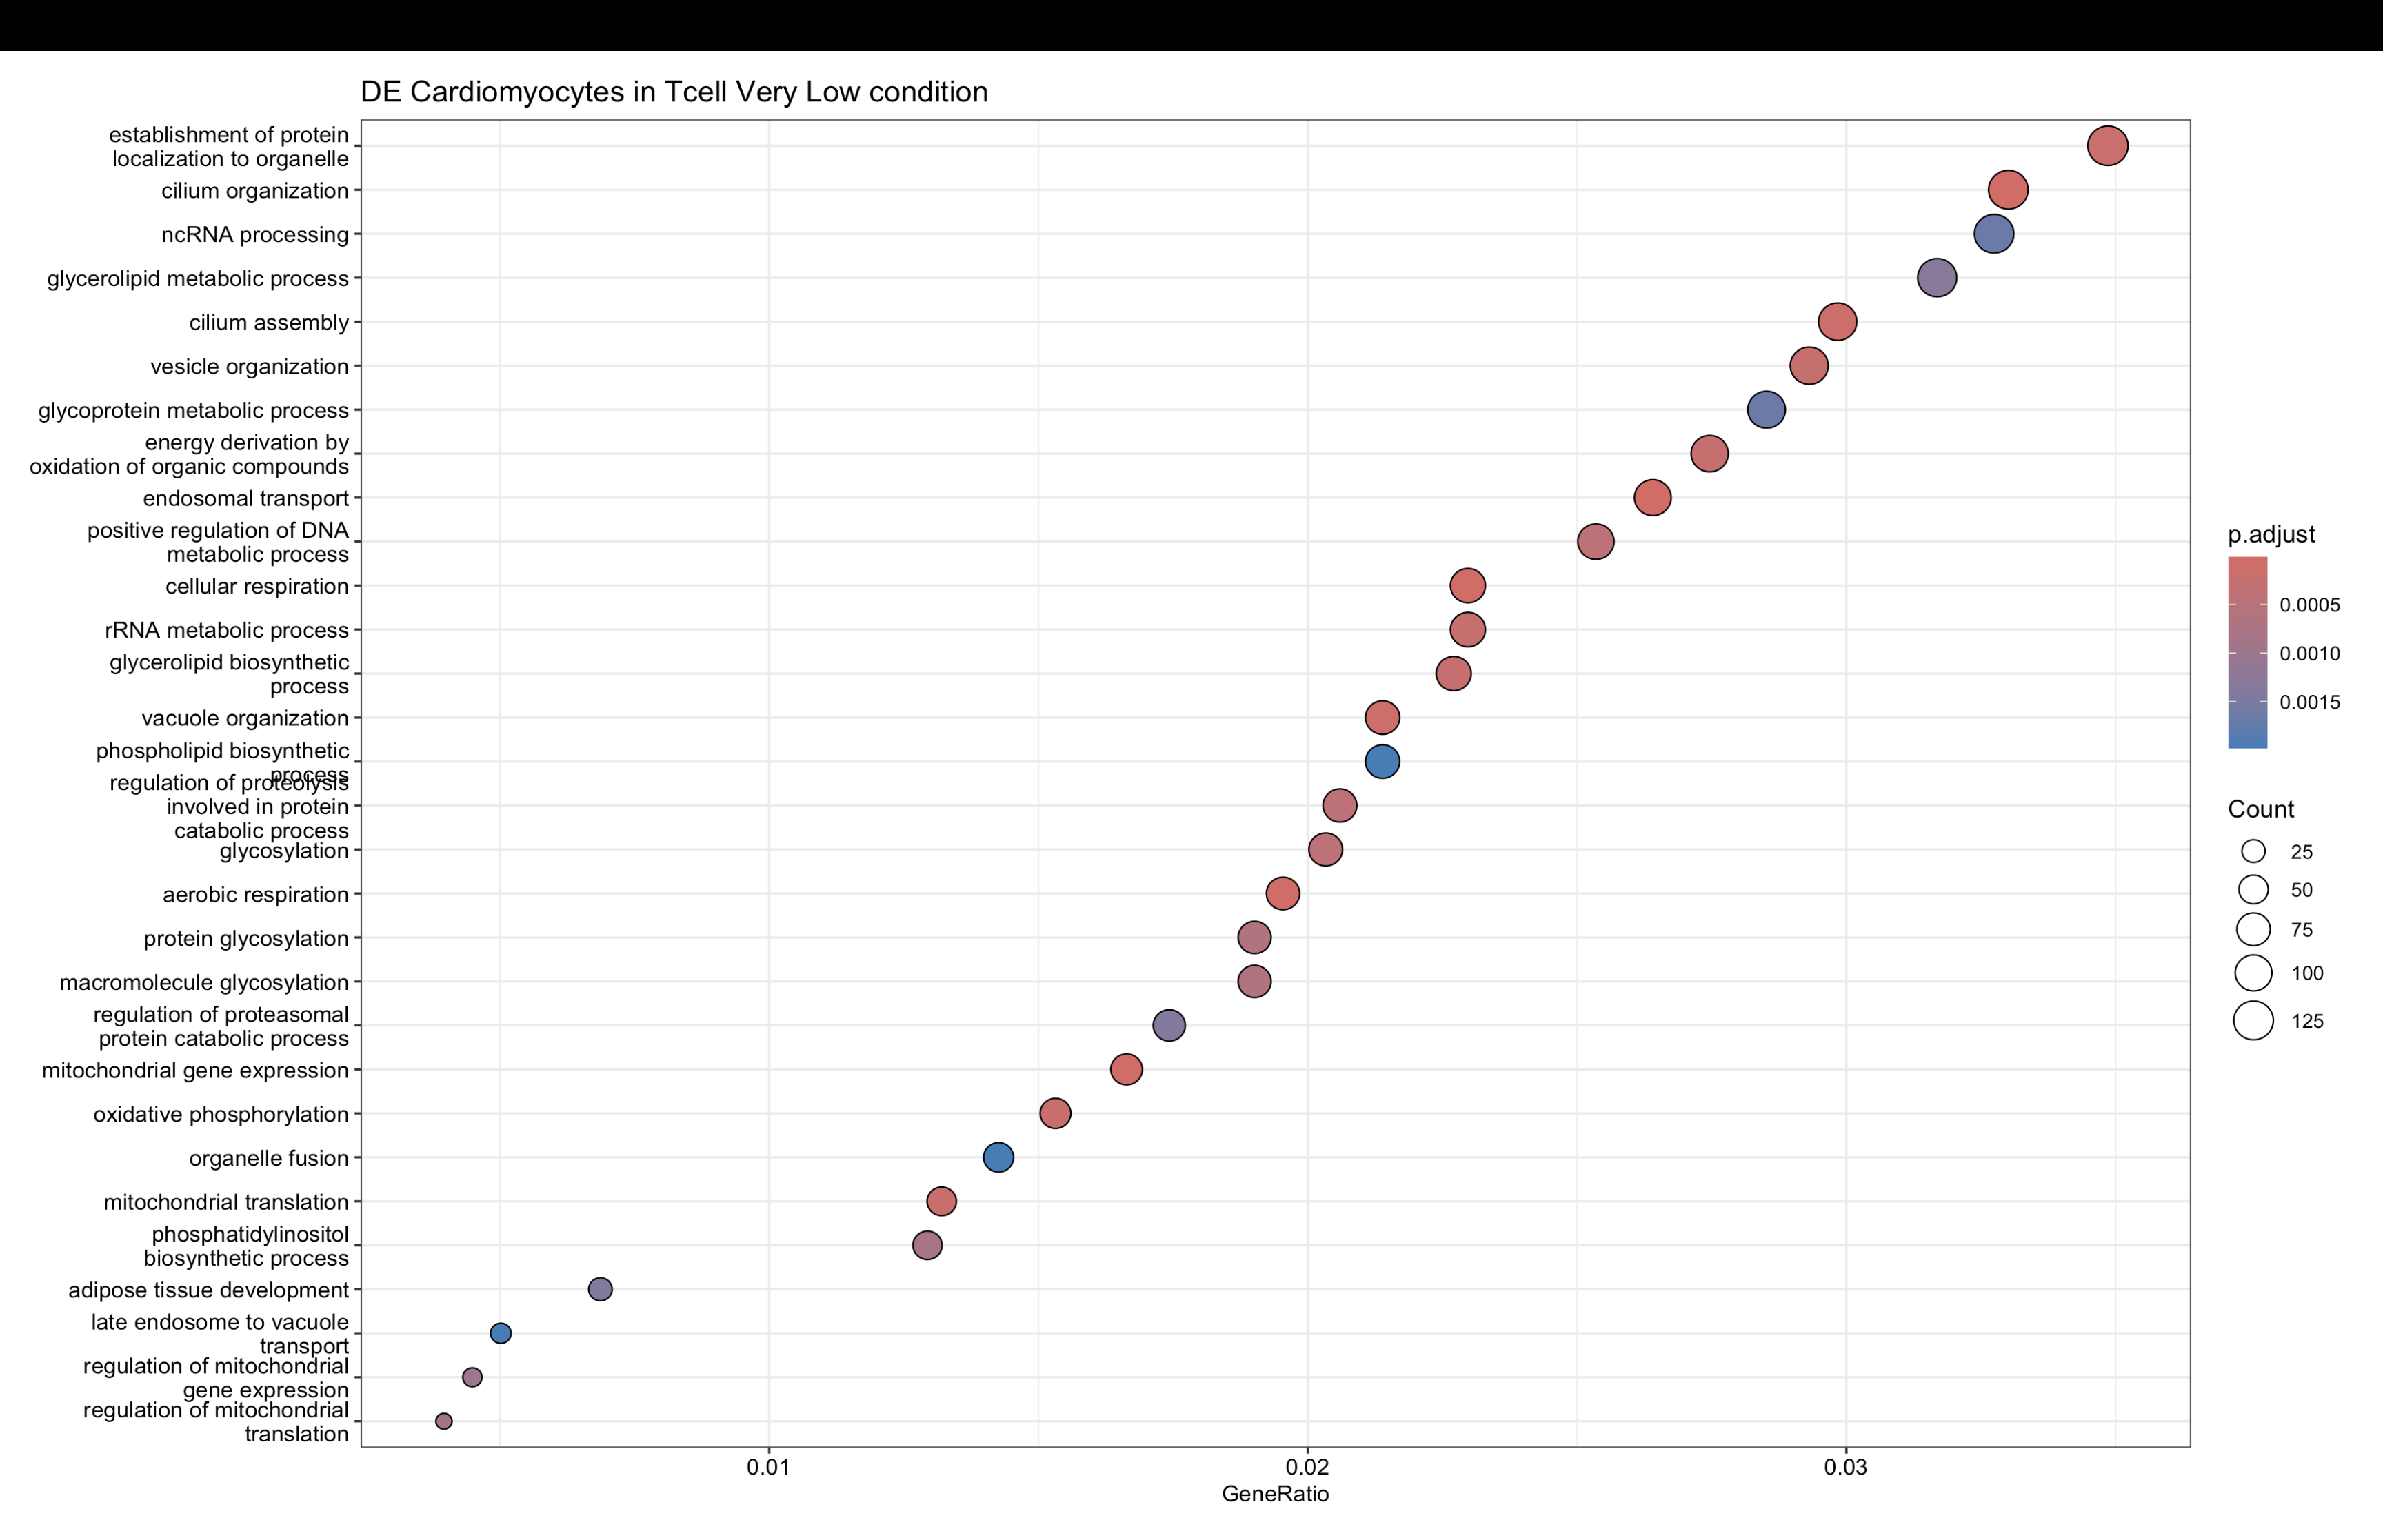 DE Cardiomyocytes in Tcell Very Low condition
establishment of protein
localization to organelle
cilium organization
ncRNA processing
glycerolipid metabolic process
cilium assembly
vesicle organization
glycoprotein metabolic process
energy derivation by
oxidation of organic compounds
endosomal transport
positive regulation of DNA
metabolic process
cellular respiration
rRNA metabolic process
glycerolipid biosynthetic
process
vacuole organization
phospholipid biosynthetic
process
regulation of proteolysis
involved in protein
catabolic process
glycosylation
aerobic respiration
protein glycosylation
macromolecule glycosylation
regulation of proteasomal
protein catabolic process
mitochondrial gene expression
oxidative phosphorylation
organelle fusion
mitochondrial translation
phosphatidylinositol
biosynthetic process
adipose tissue development
late endosome to vacuole
transport
regulation of mitochondrial
gene expression
regulation of mitochondrial
translation
0.01
0.02
0.03
GeneRatio
p.adjust
0.0005
0.0010
0.0015
Count
25
50
75
100
125